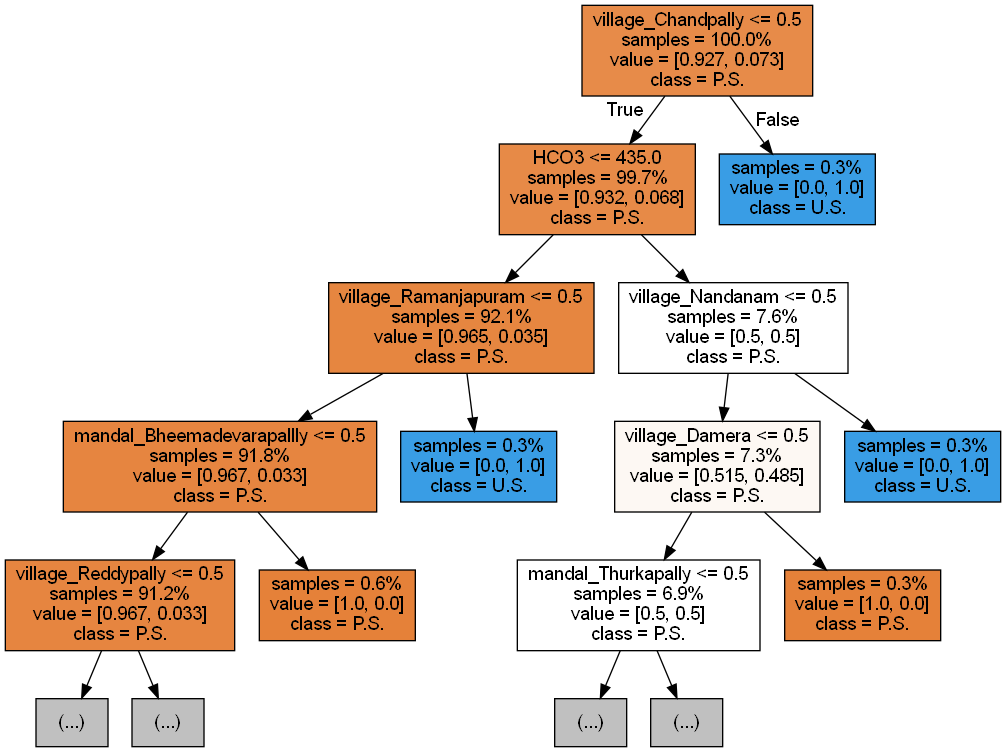 village_Chandpally <= 0.5
samples = 100.0%
value = [0.927, 0.073]
class = P.S.
True
False
HCO3 <= 435.0
samples = 99.7%
value = [0.932, 0.068]
class = P.S.
samples = 0.3%
value = [0.0, 1.0]
class = U.S.
village_Ramanjapuram <= 0.5
samples = 92.1%
value = [0.965, 0.035]
class = P.S.
village_Nandanam <= 0.5
samples = 7.6%
value = [0.5, 0.5]
class = P.S.
mandal_Bheemadevarapallly <= 0.5
samples = 91.8%
value = [0.967, 0.033]
class = P.S.
samples = 0.3%
value = [0.0, 1.0]
class = U.S.
village_Damera <= 0.5
samples = 7.3%
value = [0.515, 0.485]
class = P.S.
samples = 0.3%
value = [0.0, 1.0]
class = U.S.
village_Reddypally <= 0.5
samples = 91.2%
value = [0.967, 0.033]
class = P.S.
samples = 0.6%
value = [1.0, 0.0]
class = P.S.
mandal_Thurkapally <= 0.5
samples = 6.9%
value = [0.5, 0.5]
class = P.S.
samples = 0.3%
value = [1.0, 0.0]
class = P.S.
(...)
(...)
(...)
(...)